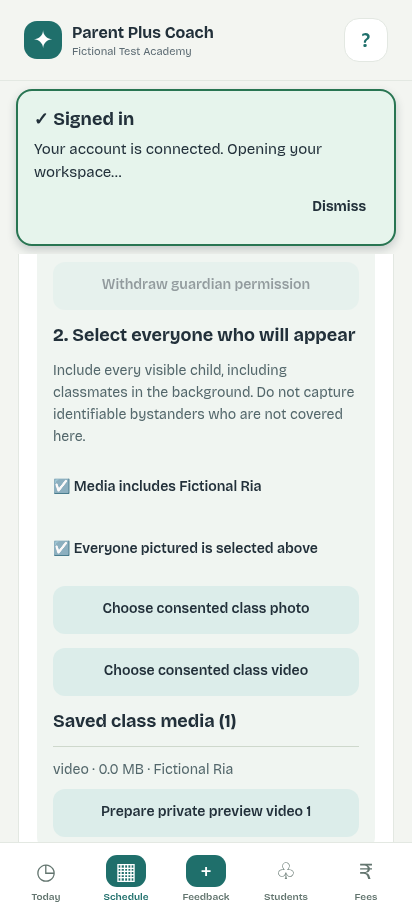 Parent Plus Coach
Fictional Test Academy
?
✓ Signed in
Your account is connected. Opening your
workspace...
Dismiss
Withdraw guardian permission
2. Select everyone who will appear
Include every visible child, including
classmates in the background. Do not capture
identifiable bystanders who are not covered
here.
☑ Media includes Fictional Ria
☑ Everyone pictured is selected above
Choose consented class photo
Choose consented class video
Saved class media (1)
video · 0.0 MB · Fictional Ria
Prepare private preview video 1
Today Schedule Feedback Students Fees